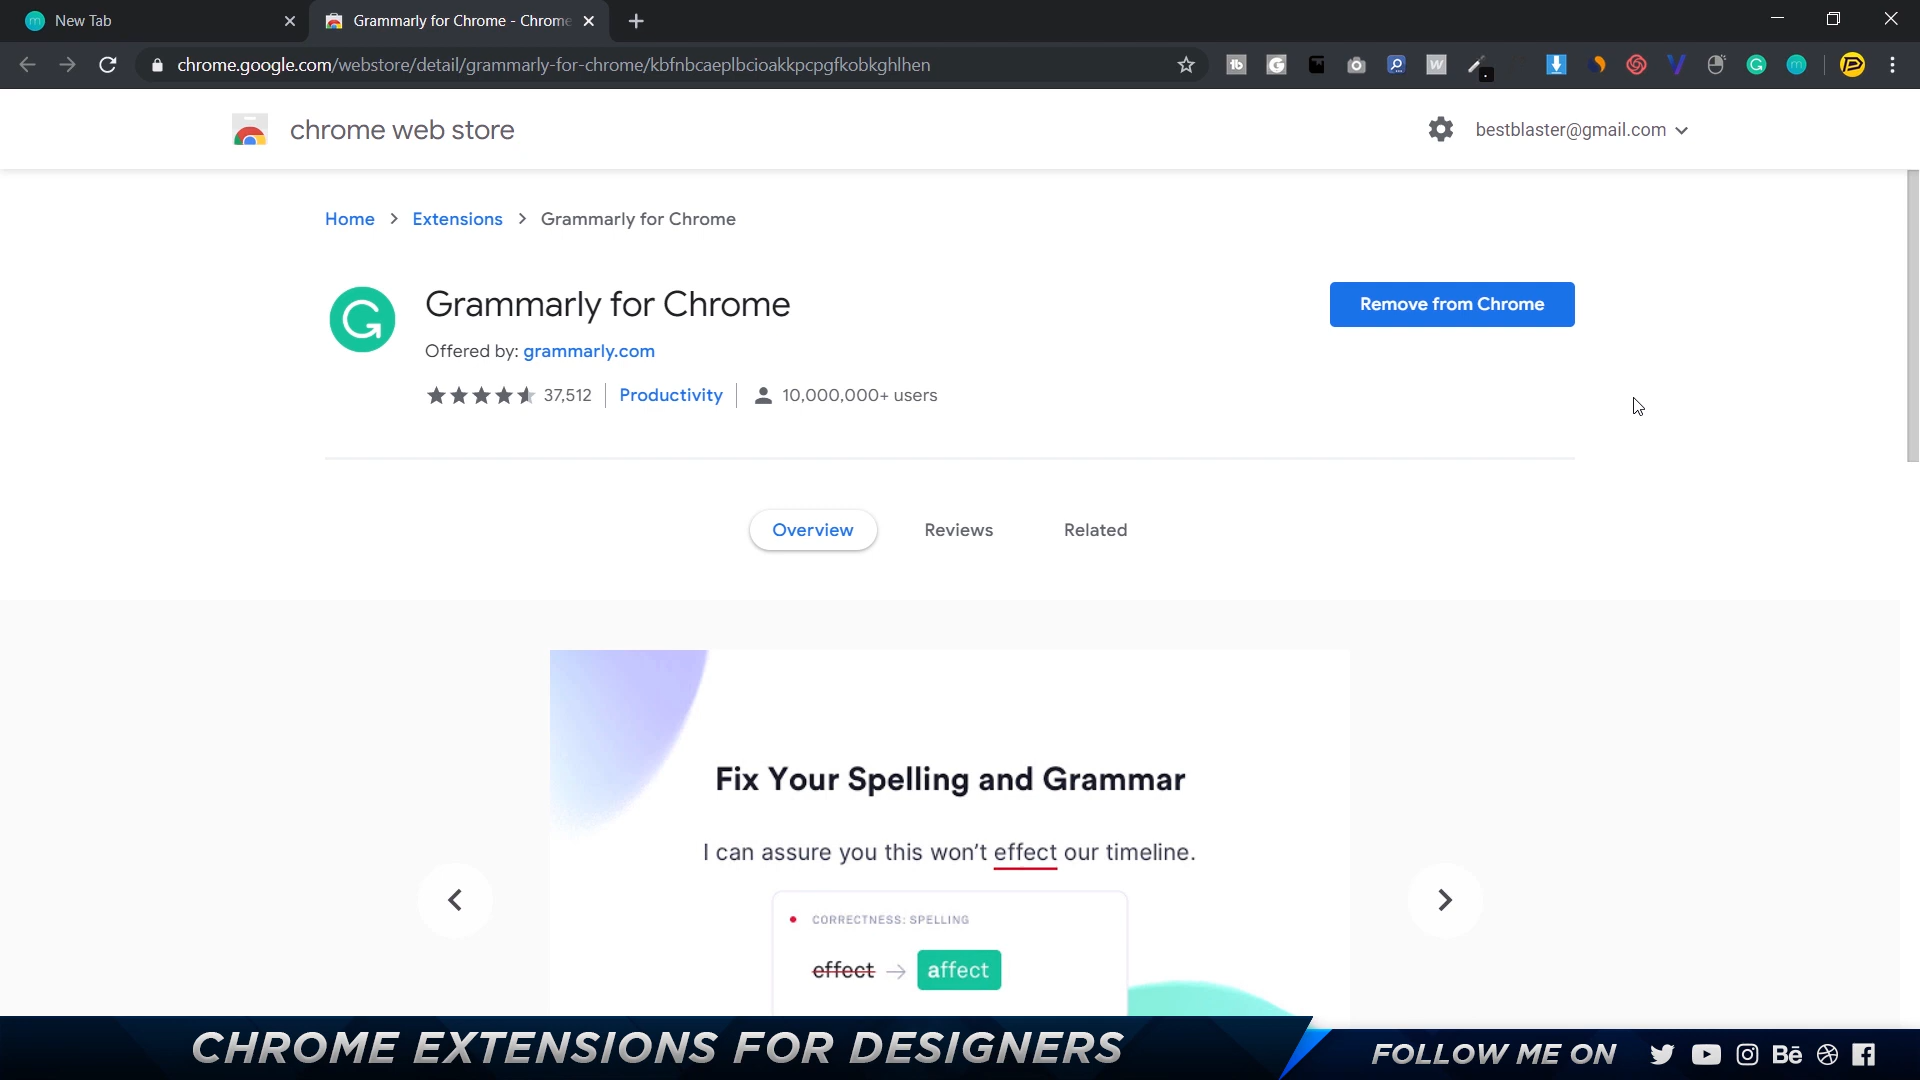 New Tab
Grammarly for Chrome - Chrome
chrome.google.com/webstore/detail/grammarly-for-chrome/kbfnbcaeplbcioakkpcpgfkobkghlhen
chrome web store
bestblaster@gmail.com
Home > Extensions > Grammarly for Chrome
Grammarly for Chrome
Remove from Chrome
Offered by: grammarly.com
37,512
Productivity
10,000,000+ users
Overview
Reviews
Related
Fix Your Spelling and Grammar
I can assure you this won't effect our timeline.
CORRECTNESS: SPELLING
effect → affect
CHROME EXTENSIONS FOR DESIGNERS
FOLLOW ME ON
Bē